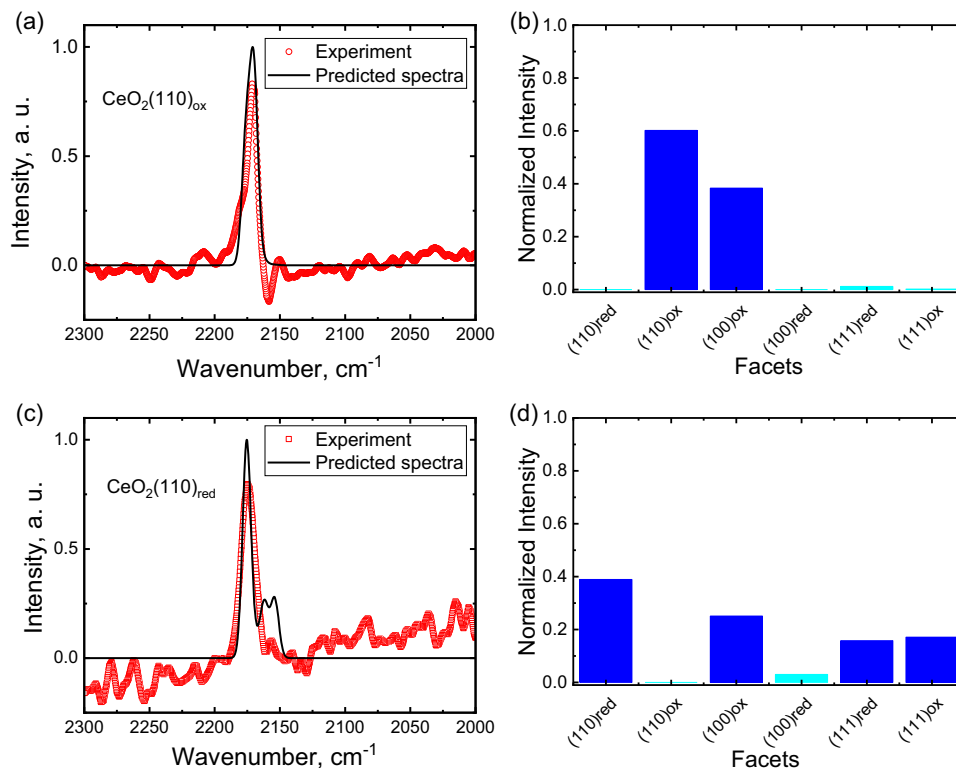 (a)
Experiment
Predicted spectra
CeO2(110)ox
1.0
0.5
0.0
Intensity, a. u.
2300 2250 2200 2150 2100 2050 2000
Wavenumber, cm-1
(b)
1.0
0.8
0.6
0.4
0.2
0.0
Normalized Intensity
(110)red (110)ox (100)ox (100)red (111)red (111)ox
Facets
(c)
Experiment
Predicted spectra
CeO2(110)red
1.0
0.5
0.0
Intensity, a. u.
2300 2250 2200 2150 2100 2050 2000
Wavenumber, cm-1
(d)
1.0
0.8
0.6
0.4
0.2
0.0
Normalized Intensity
(110)red (110)ox (100)ox (100)red (111)red (111)ox
Facets